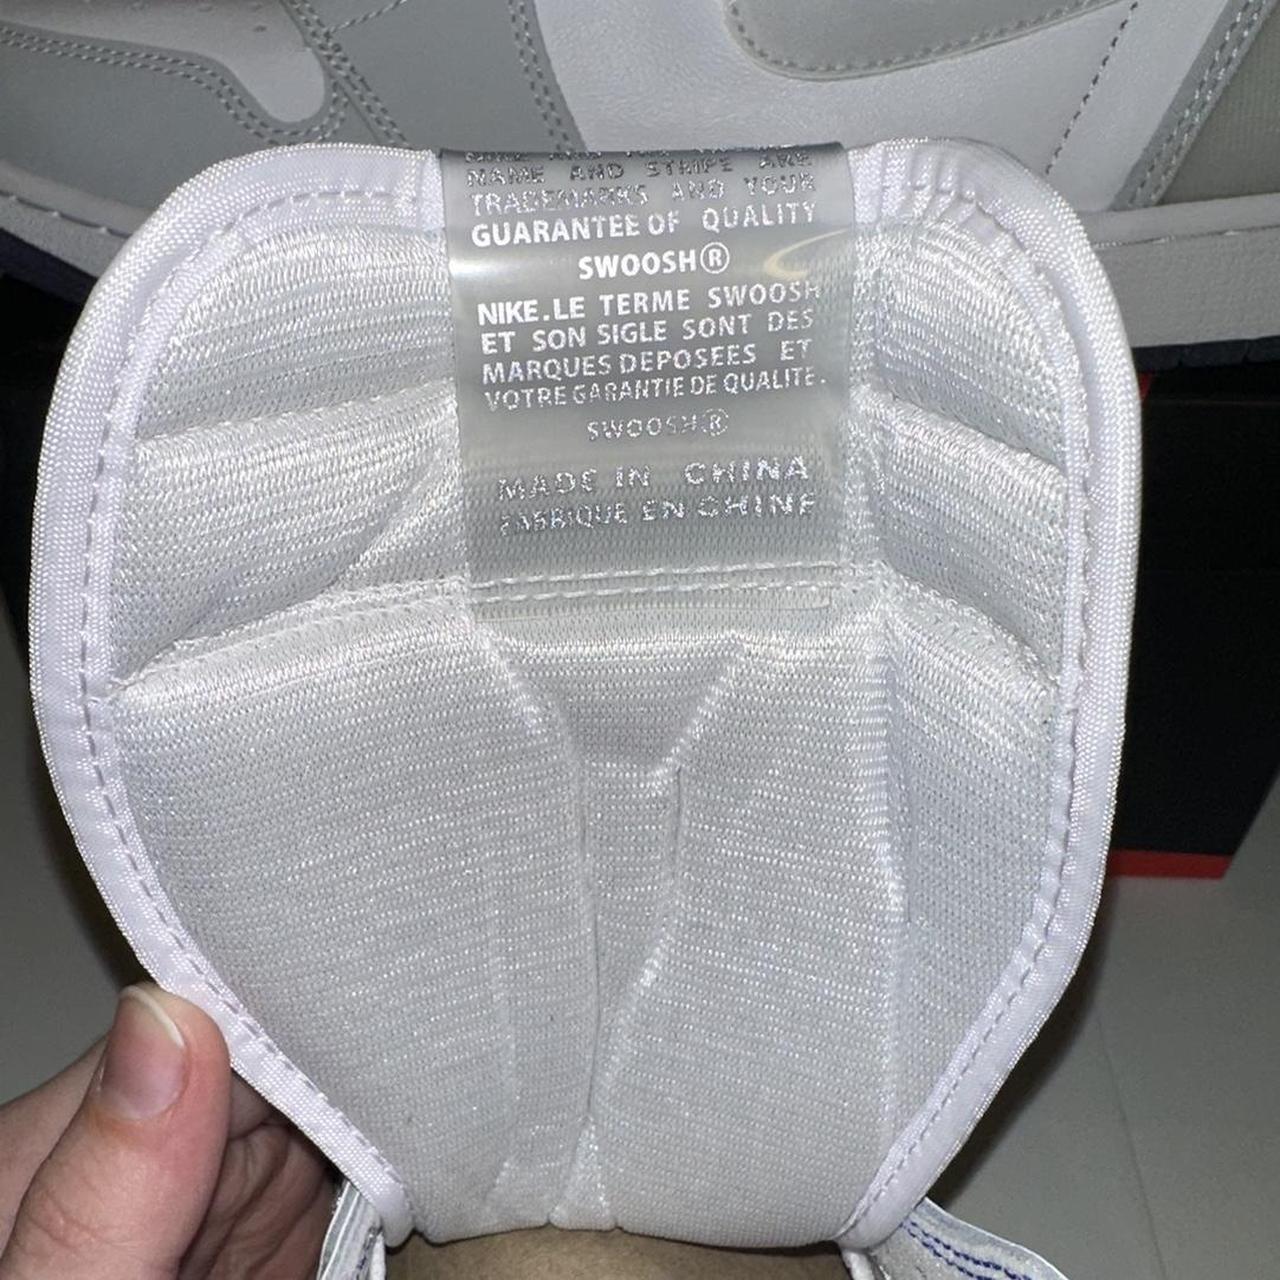 NAME AND STRIPE ARE
TRADEMARKS AND YOUR
GUARANTEE OF QUALITY
SWOOSH®
NIKE. LE TERME SWOOSH
ET SON SIGLE SONT DES
MARQUES DEPOSEES ET
VOTRE GARANTIE DE QUALITE.
SWOOSH®
MADE IN CHINA
FABRIQUE EN CHINE